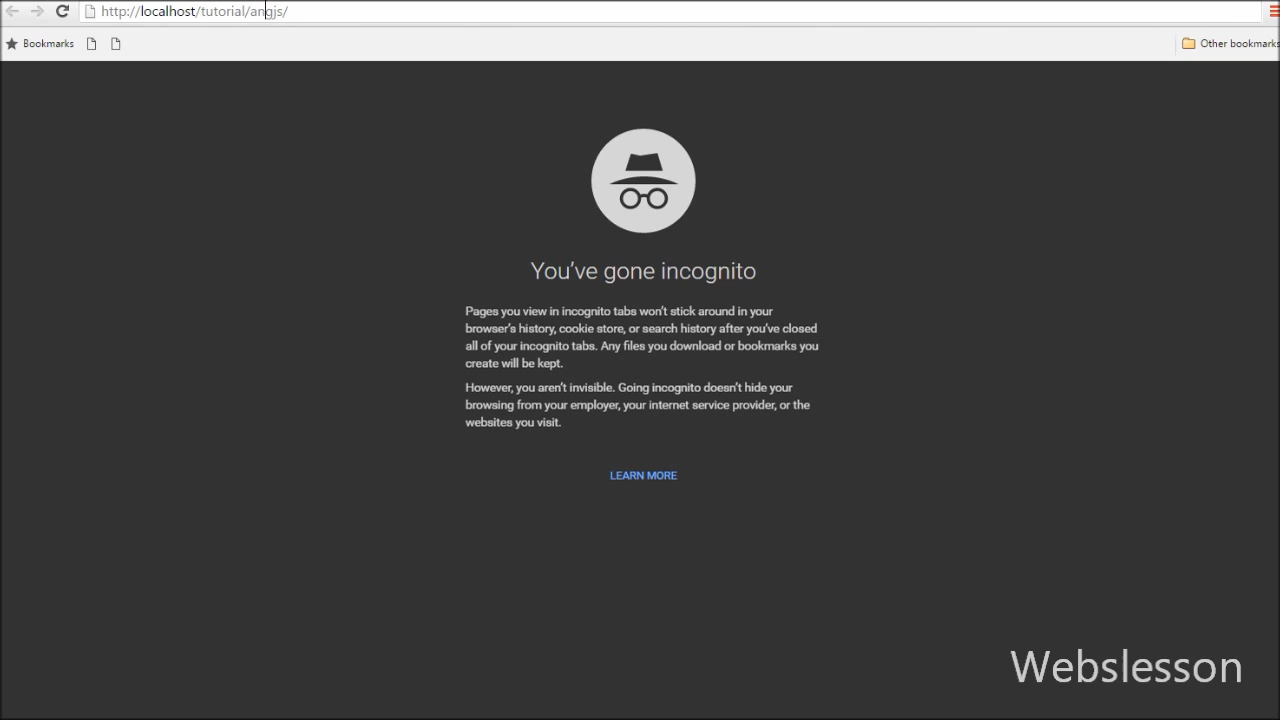 http://localhost/tutorial/angjs/
Bookmarks
Other bookmarks
You've gone incognito
Pages you view in incognito tabs won't stick around in your
browser's history, cookie store, or search history after you've closed
all of your incognito tabs. Any files you download or bookmarks you
create will be kept.
However, you aren't invisible. Going incognito doesn't hide your
browsing from your employer, your internet service provider, or the
websites you visit.
LEARN MORE
Webslesson